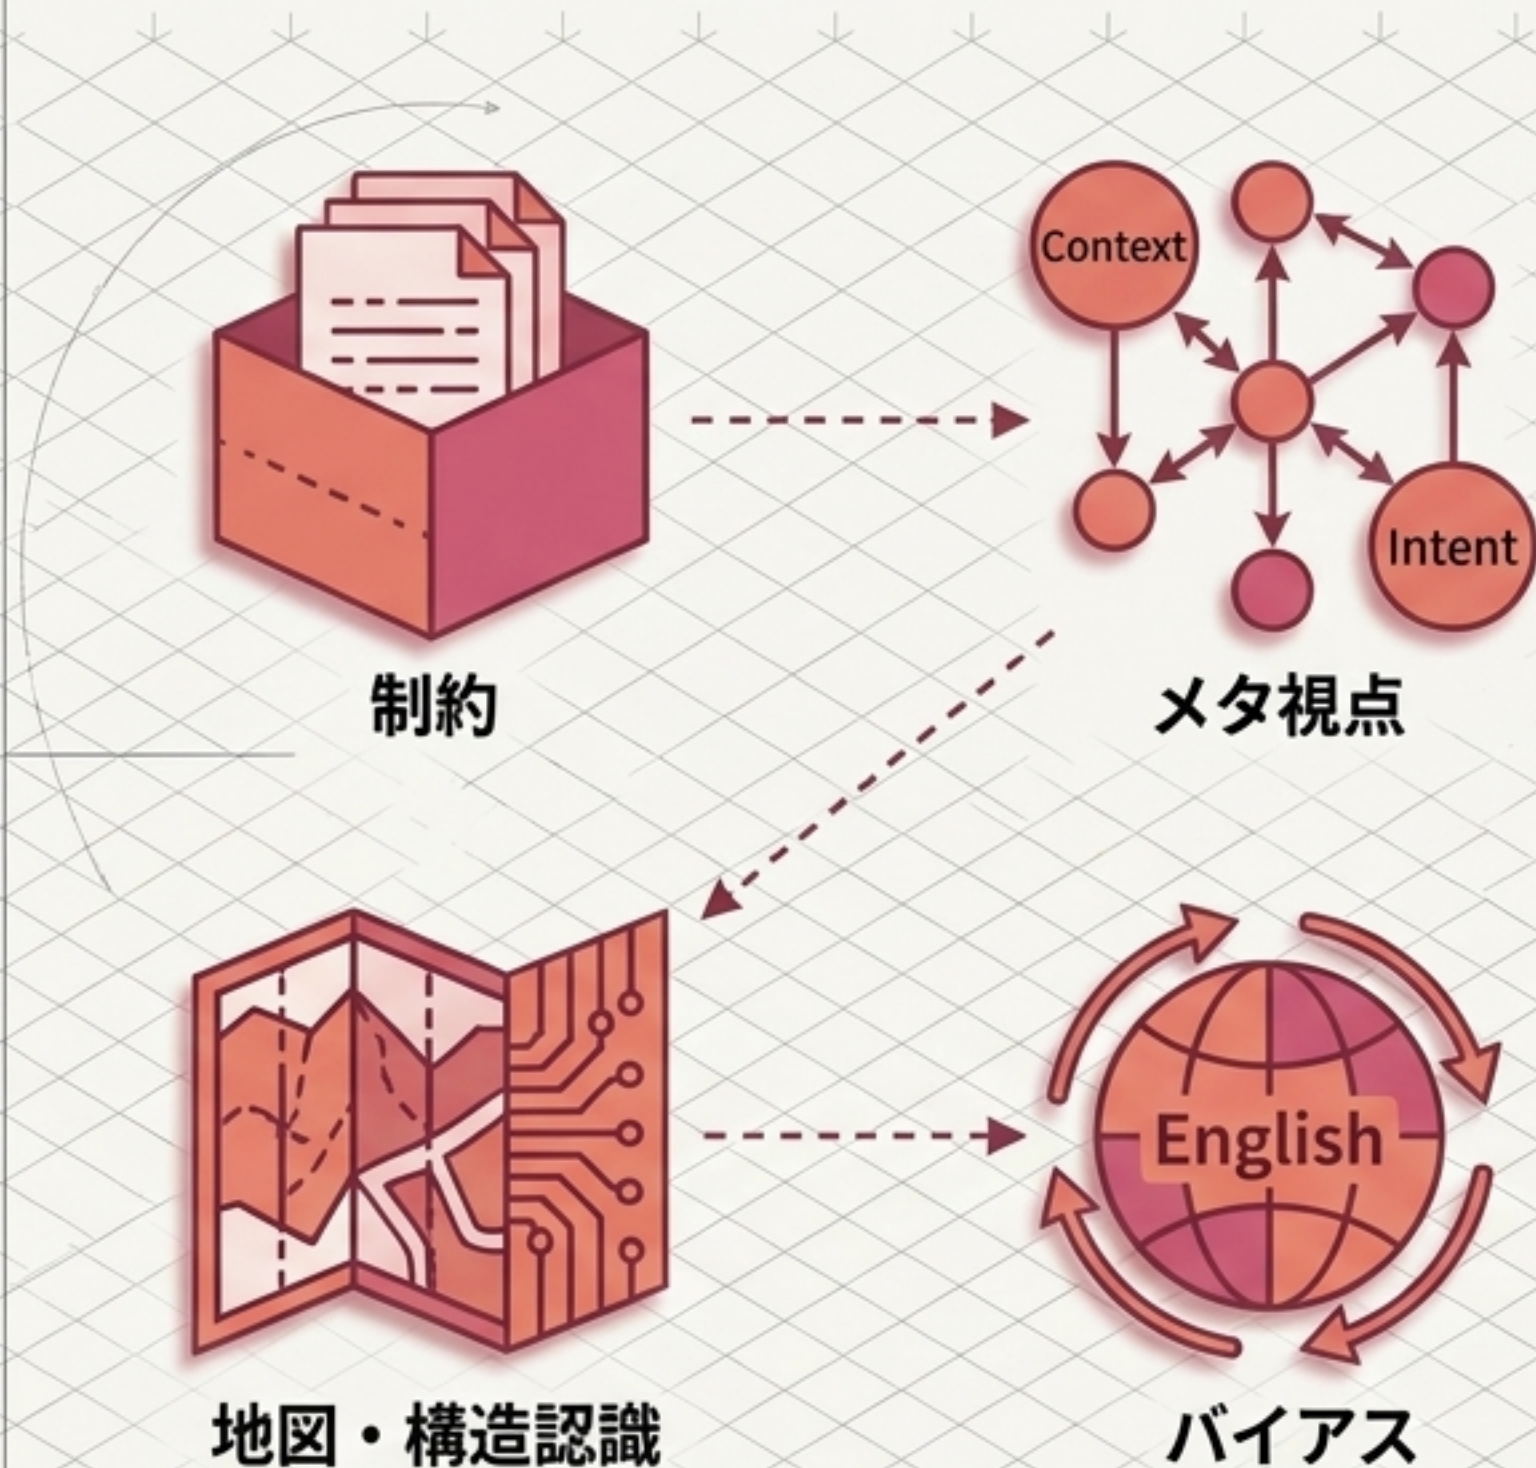 Context
Intent
制約
メタ視点
English
地図・構造認識
バイアス